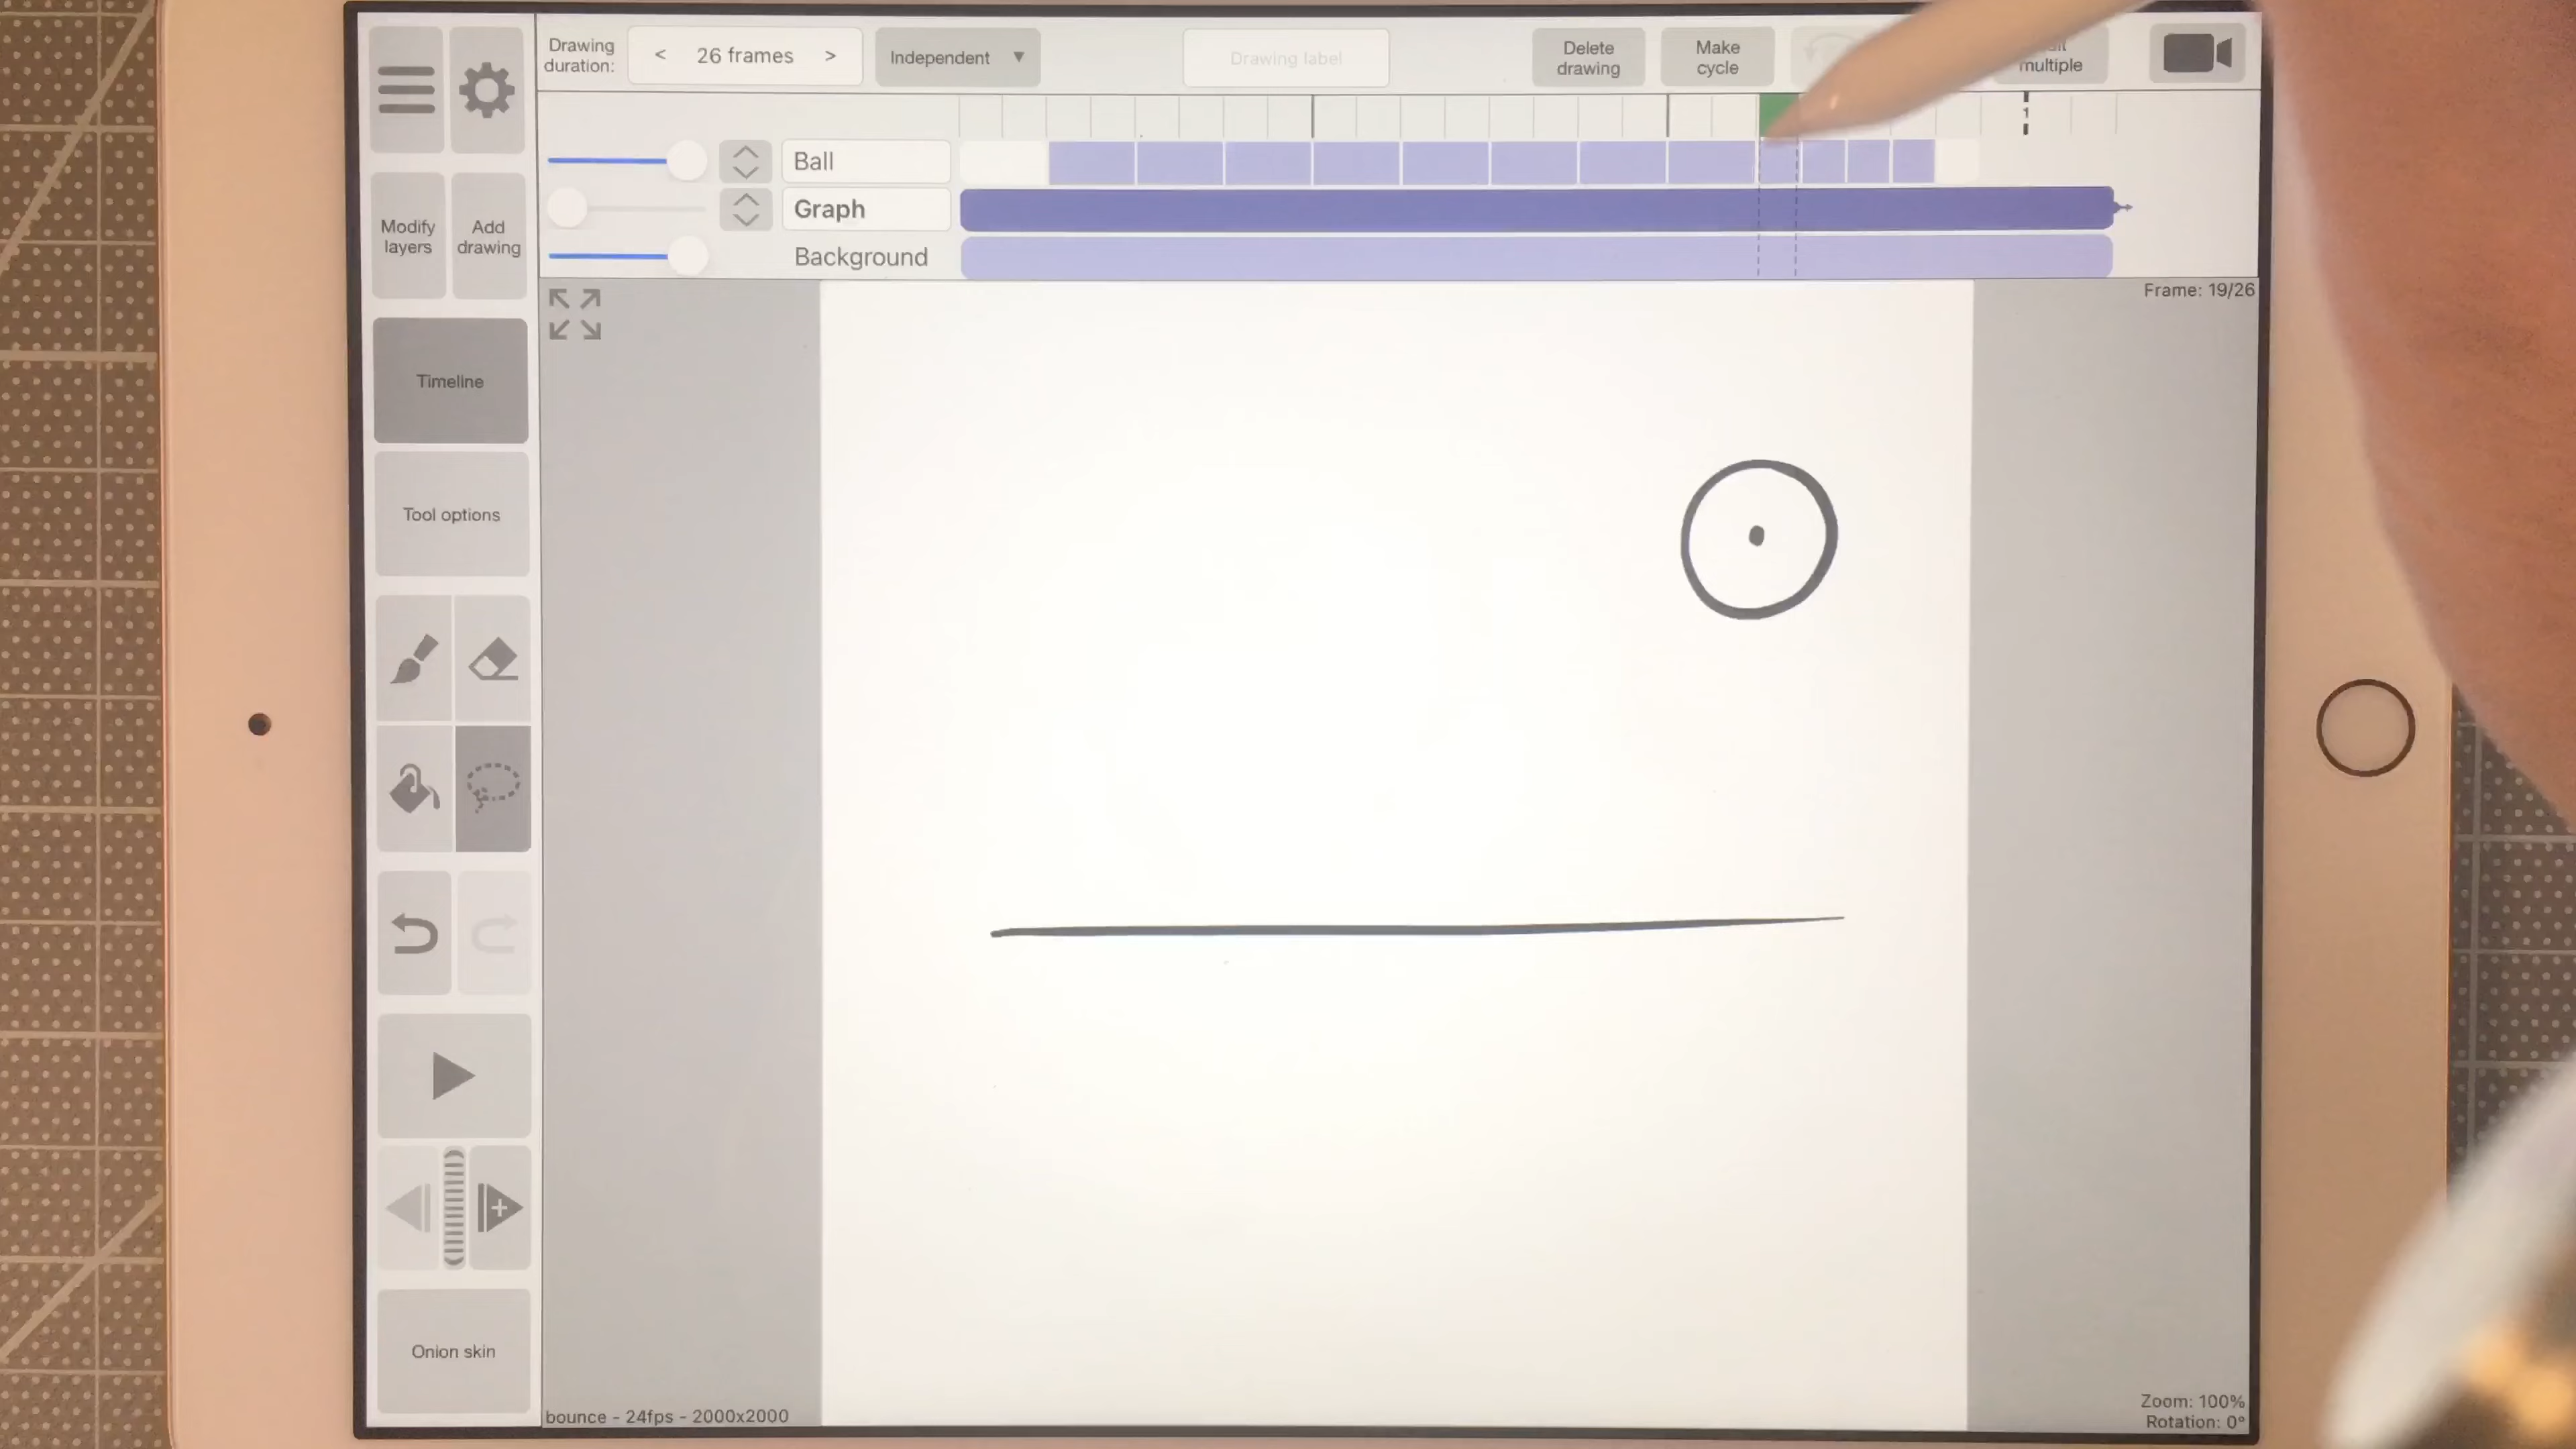 Drawing
duration:
< 26 frames >
Independent
Drawing label
Delete
drawing
Make
cycle
multiple
1
Ball
Graph
Background
Modify
layers
Add
drawing
Frame: 19/26
Timeline
Tool options
Onion skin
bounce - 24fps - 2000x2000
Zoom: 100%
Rotation: 0°